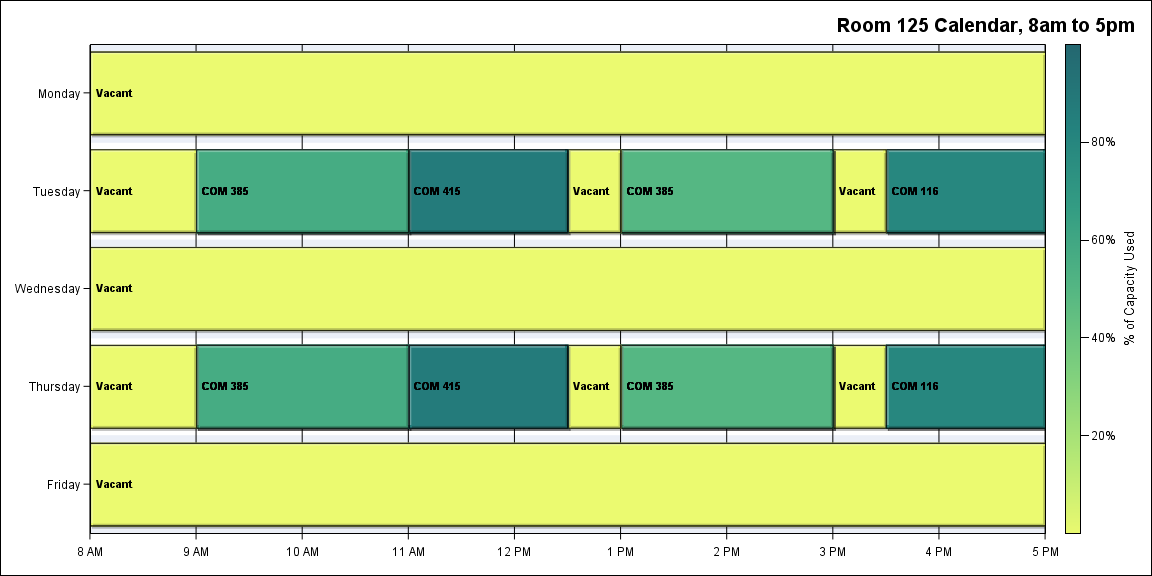 Room 125 Calendar, 8am to 5pm
Monday
Vacant
Tuesday
Vacant
COM 385
COM 415
Vacant
COM 385
Vacant
COM 116
Wednesday
Vacant
Thursday
Vacant
COM 385
COM 415
Vacant
COM 385
Vacant
COM 116
Friday
Vacant
8 AM
9 AM
10 AM
11 AM
12 PM
1 PM
2 PM
3 PM
4 PM
5 PM
80%
60%
40%
20%
% of Capacity Used